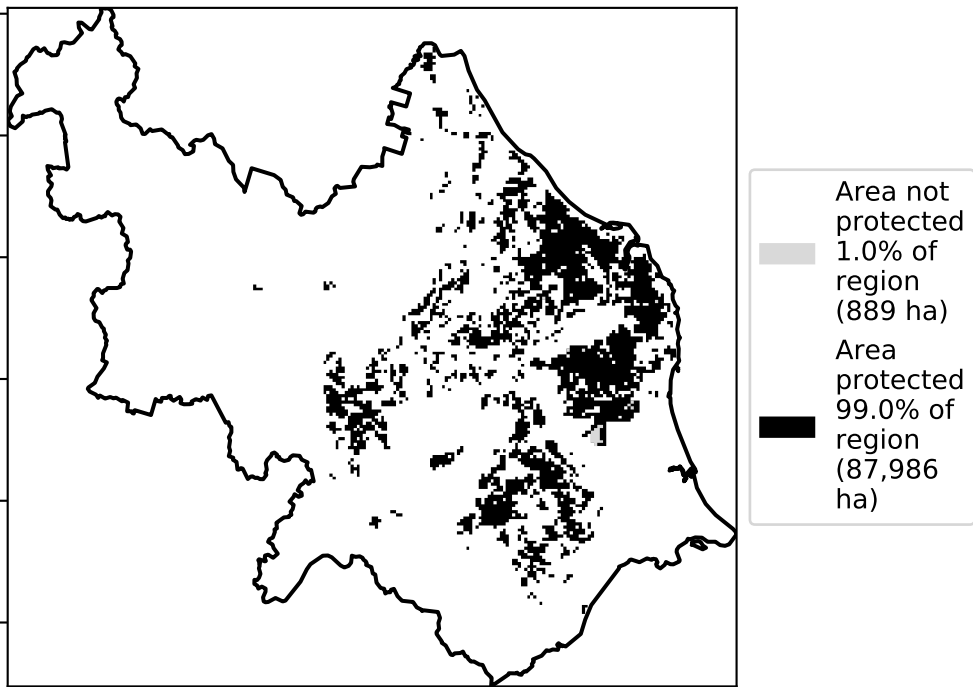 Area not
protected
1.0% of
region
(889 ha)
Area
protected
99.0% of
region
(87,986
ha)